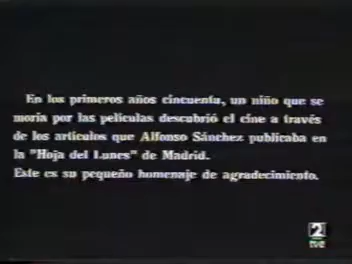 En los primeros años cincuenta, un niño que se
moría por las películas descubrió el cine a través
de los artículos que Alfonso Sánchez publicaba en
la "Hoja del Lunes" de Madrid.
Este es su pequeño homenaje de agradecimiento.
2
tve